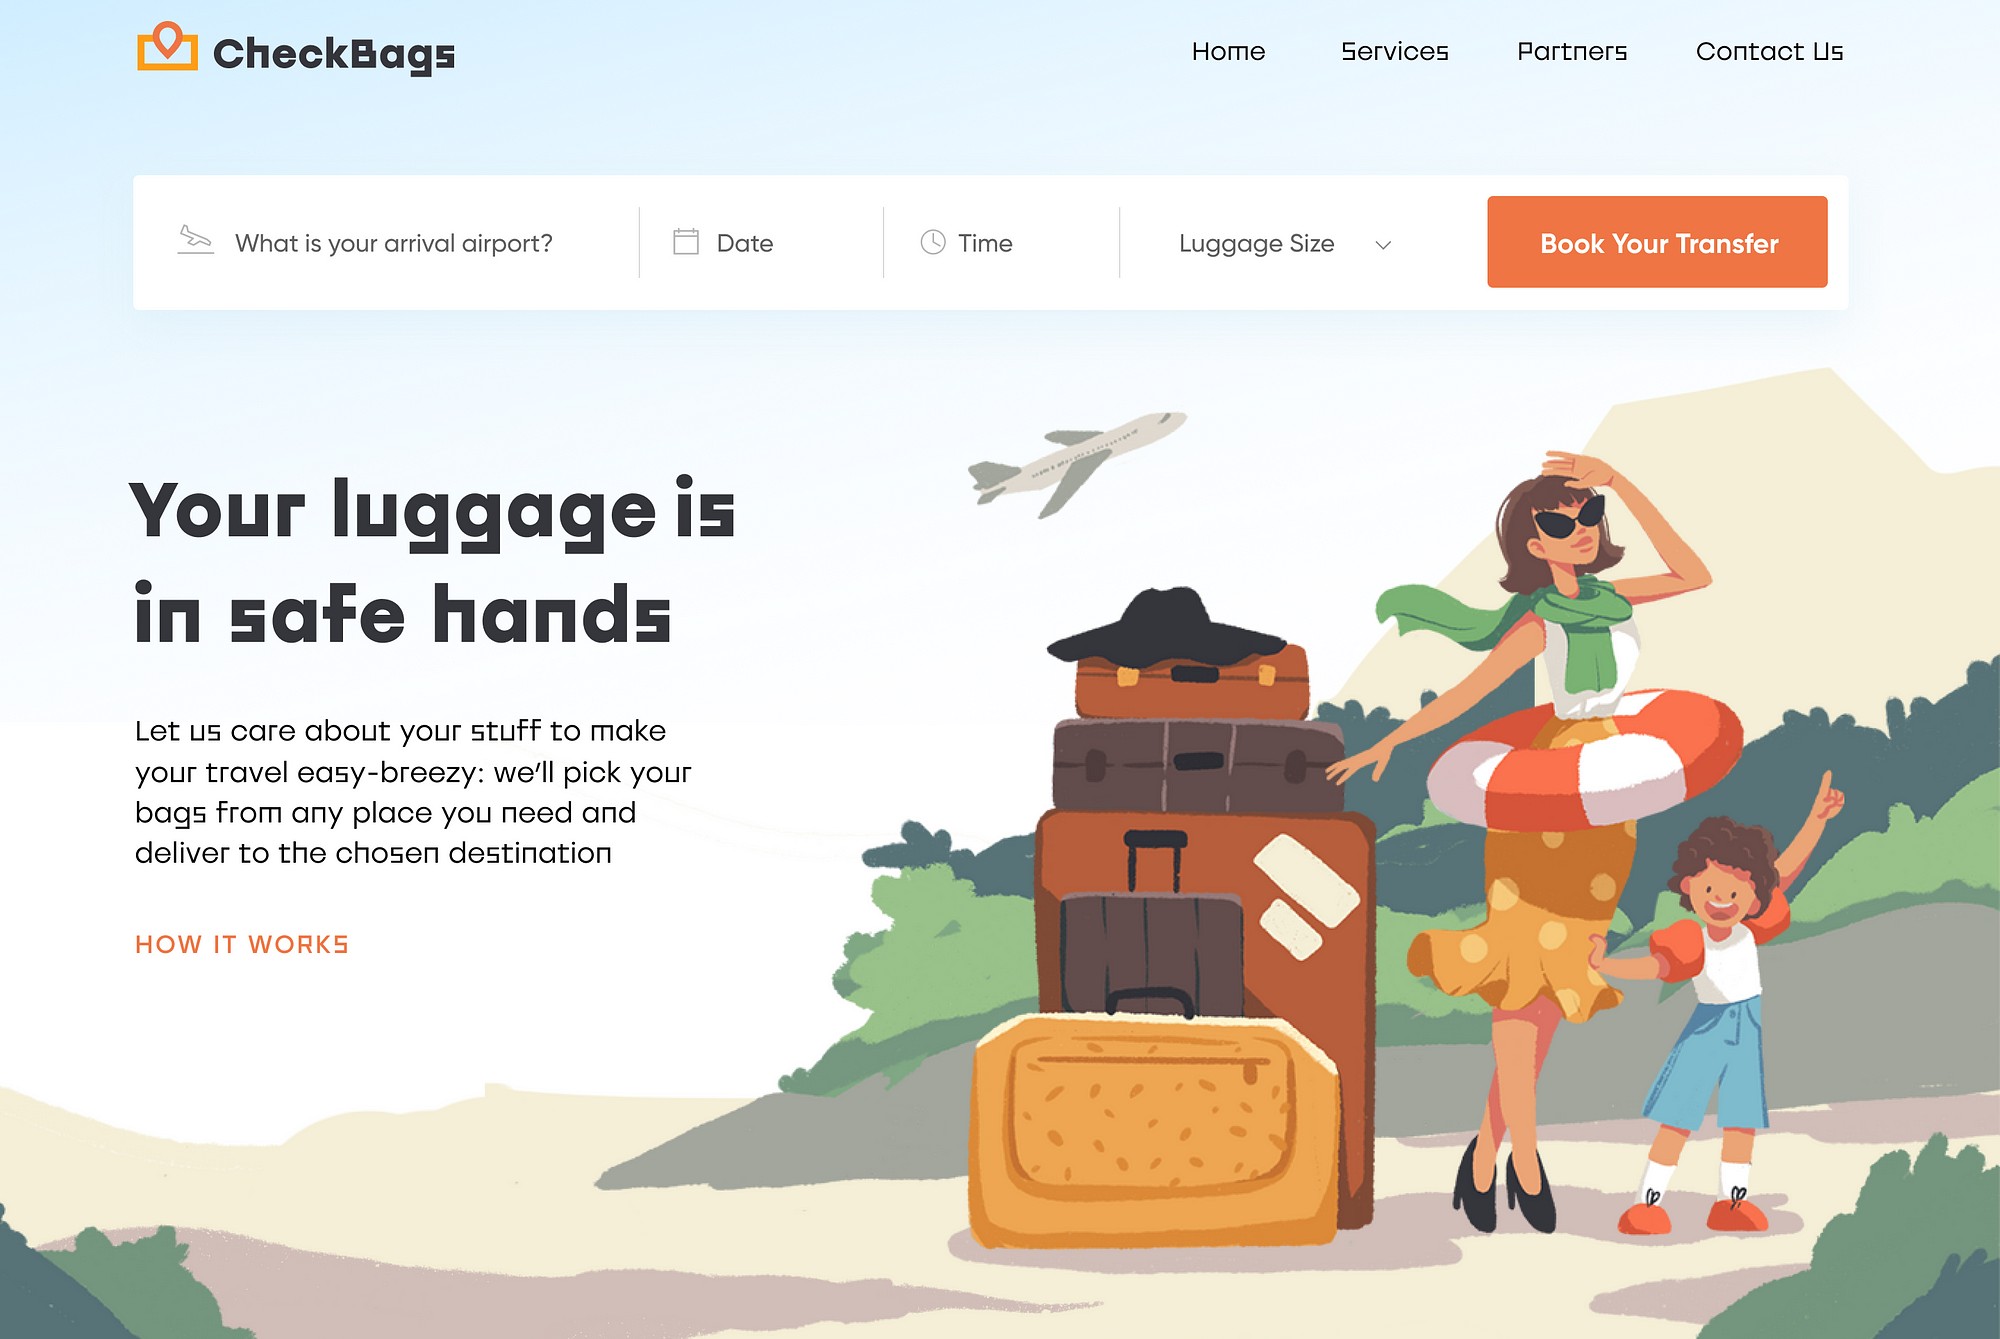 CheckBags
Home Services Partners Contact Us
What is your arrival airport? Date Time Luggage Size Book Your Transfer
Your luggage is
in safe hands
Let us care about your stuff to make
your travel easy-breezy: we’ll pick your
bags from any place you need and
deliver to the chosen destination
HOW IT WORKS